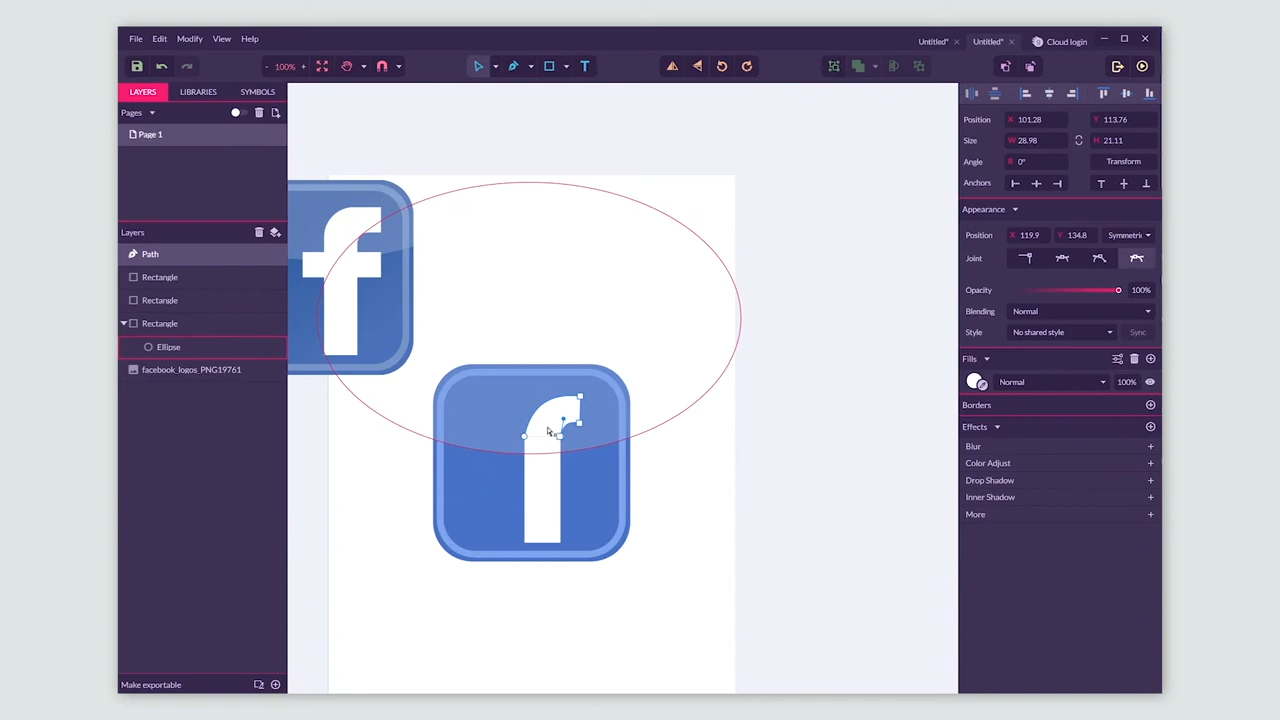 File Edit Modify View Help
Untitled* Untitled* Cloud login
- 100% +
T
LAYERS LIBRARIES SYMBOLS
Pages
Page 1
Layers
Path
Rectangle
Rectangle
Rectangle
Ellipse
facebook_logos_PNG19761
Make exportable
f
f
Position X 101.28 Y 113.76
Size W 28.98 H 21.11
Angle R 0° Transform
Anchors
Appearance
Position X 119.9 Y 134.8 Symmetric
Joint
Opacity 100%
Blending Normal
Style No shared style Sync
Fills
Normal 100%
Borders
Effects
Blur +
Color Adjust +
Drop Shadow +
Inner Shadow +
More +